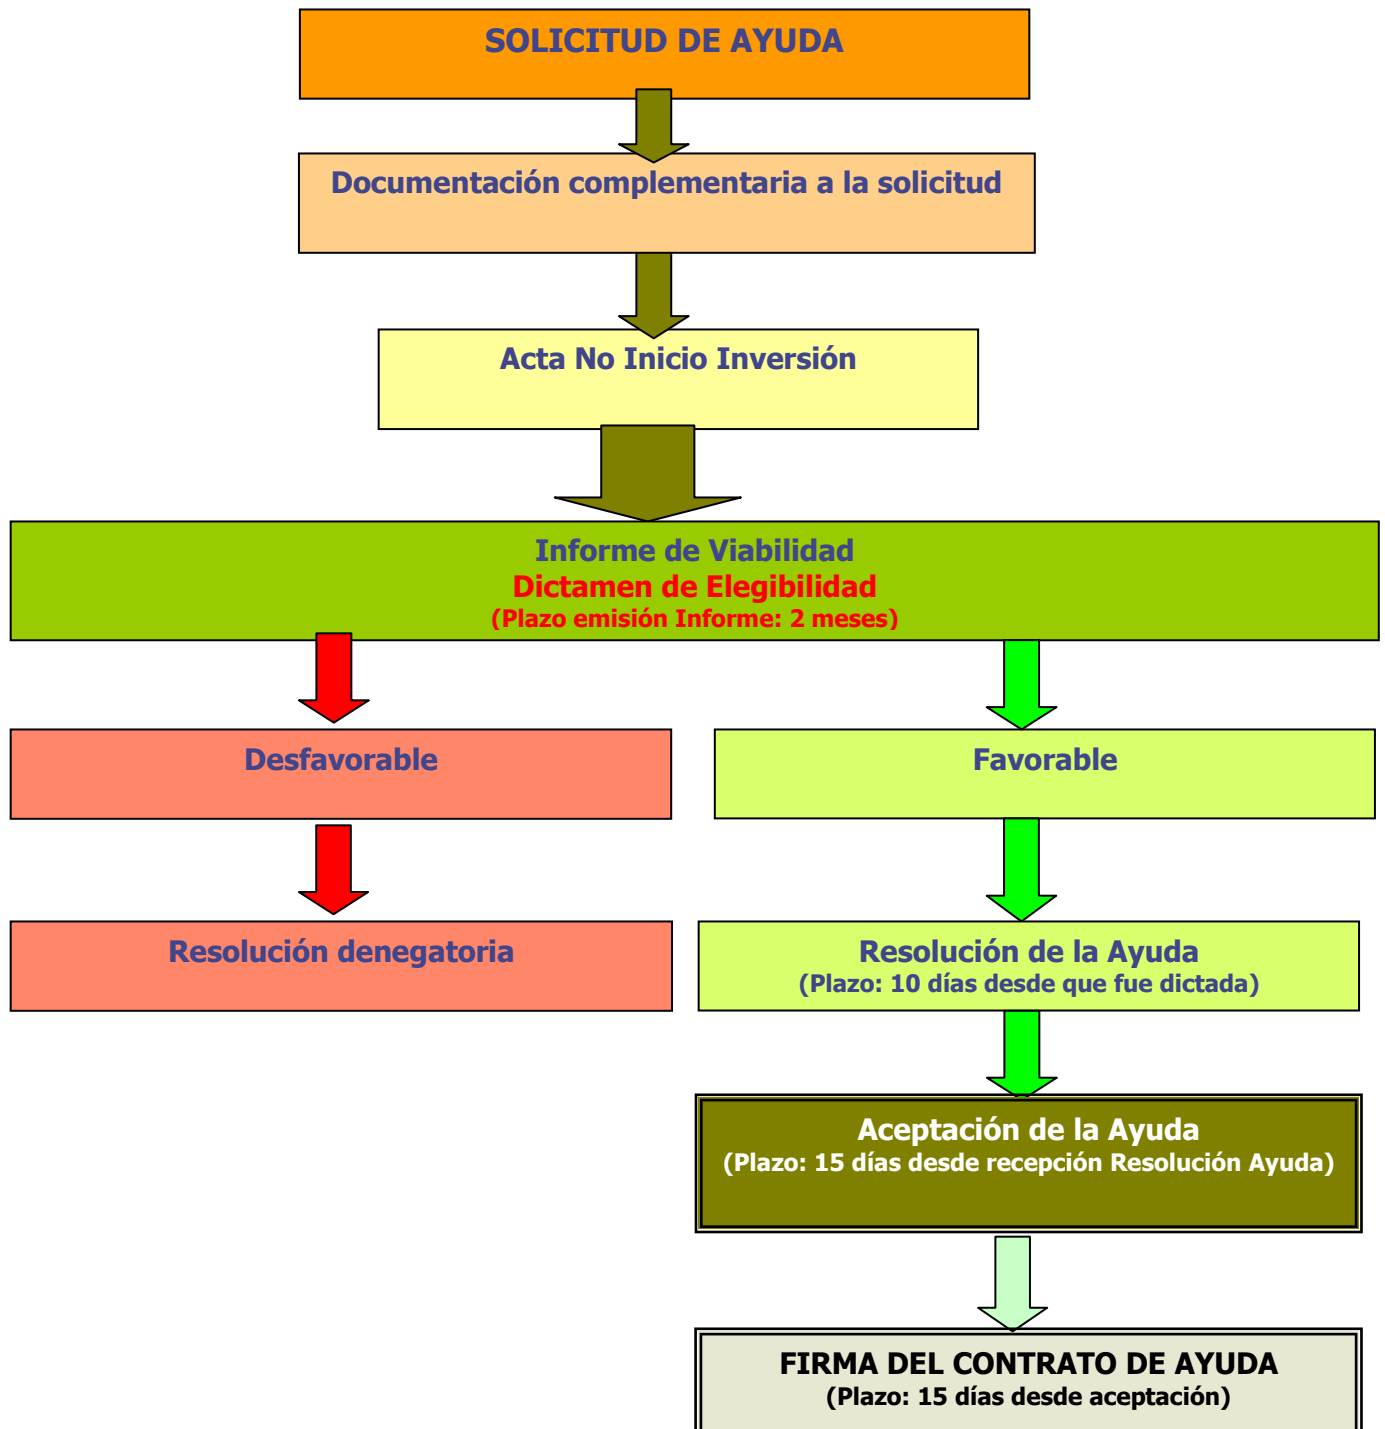 SOLICITUD DE AYUDA
Documentación complementaria a la solicitud
Acta No Inicio Inversión
Informe de Viabilidad
Dictamen de Elegibilidad
(Plazo emisión Informe: 2 meses)
Desfavorable
Favorable
Resolución denegatoria
Resolución de la Ayuda
(Plazo: 10 días desde que fue dictada)
Aceptación de la Ayuda
(Plazo: 15 días desde recepción Resolución Ayuda)
FIRMA DEL CONTRATO DE AYUDA
(Plazo: 15 días desde aceptación)